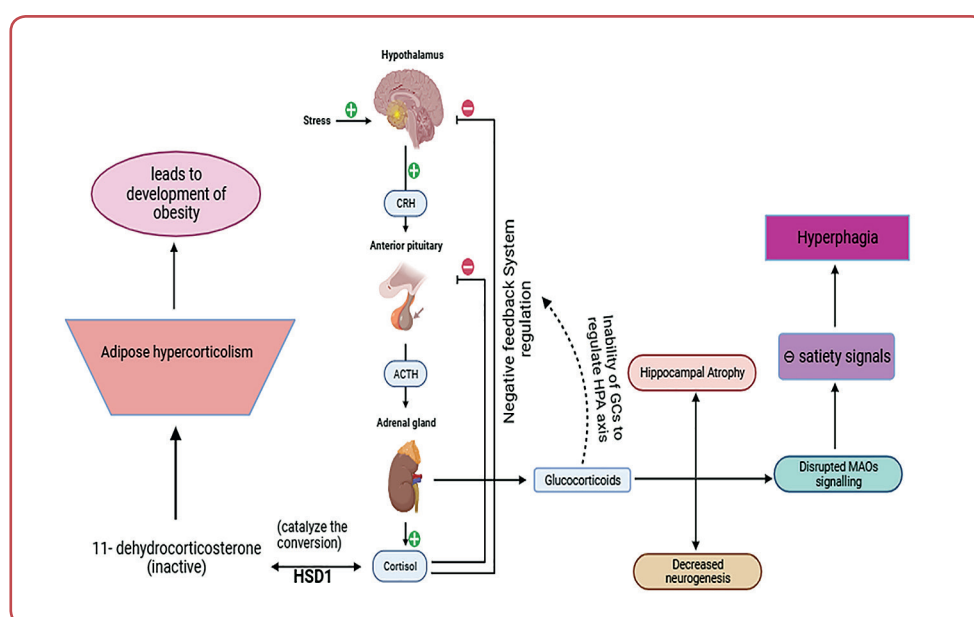 Hypothalamus
Stress
CRH
Anterior pituitary
ACTH
Adrenal gland
Cortisol
Negative feedback System
regulation
leads to
development of
obesity
Adipose hypercorticolism
11- dehydrocorticosterone
(inactive)
(catalyze the
conversion)
HSD1
Inability of GCs to
regulate HPA
axis
Glucocorticoids
Hippocampal Atrophy
Decreased
neurogenesis
Hyperphagia
⊖ satiety signals
Disrupted MAOs
signalling